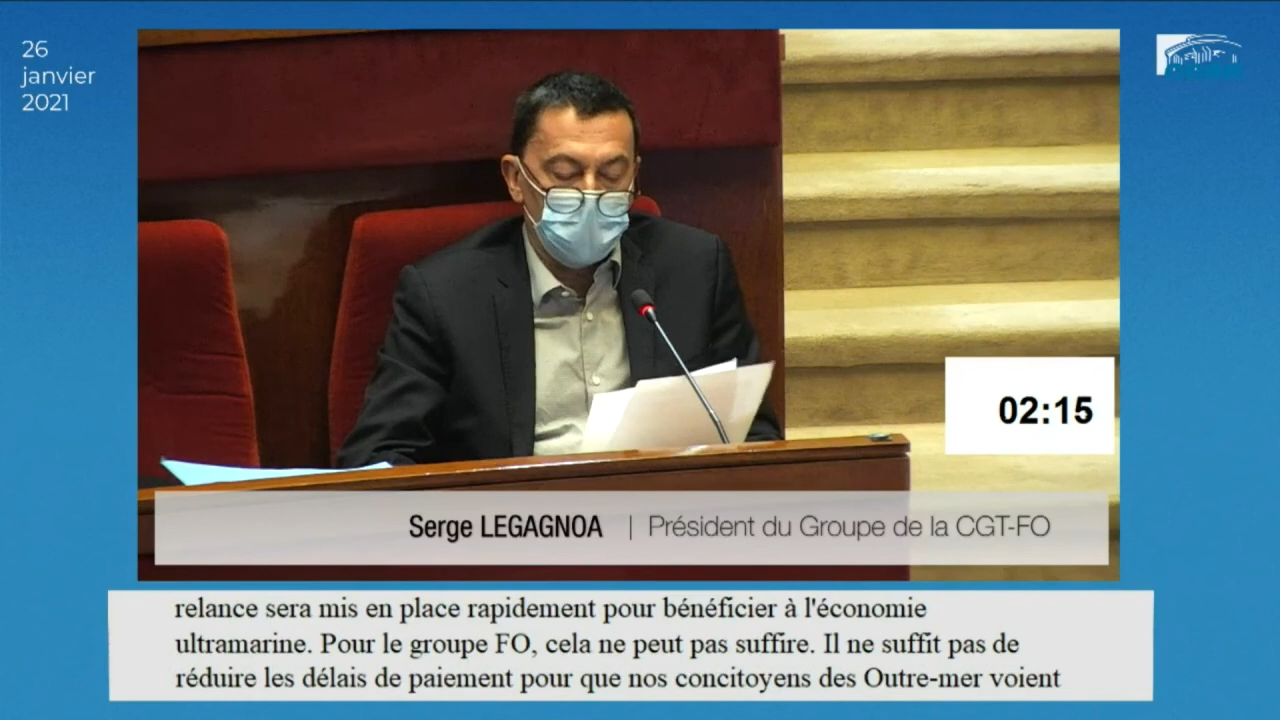 26
janvier
2021
02:15
Serge LEGAGNOA | Président du Groupe de la CGT-FO
relance sera mis en place rapidement pour bénéficier à l'économie
ultramarine. Pour le groupe FO, cela ne peut pas suffire. Il ne suffit pas de
réduire les délais de paiement pour que nos concitoyens des Outre-mer voient